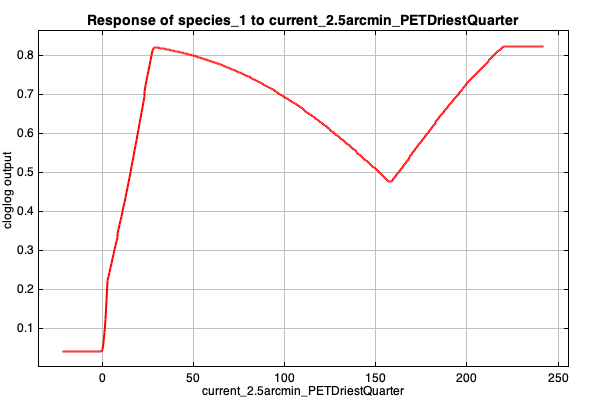 Response of species_1 to current_2.5arcmin_PETDriestQuarter
cloglog output
0.8
0.7
0.6
0.5
0.4
0.3
0.2
0.1
0 50 100 150 200 250
current_2.5arcmin_PETDriestQuarter